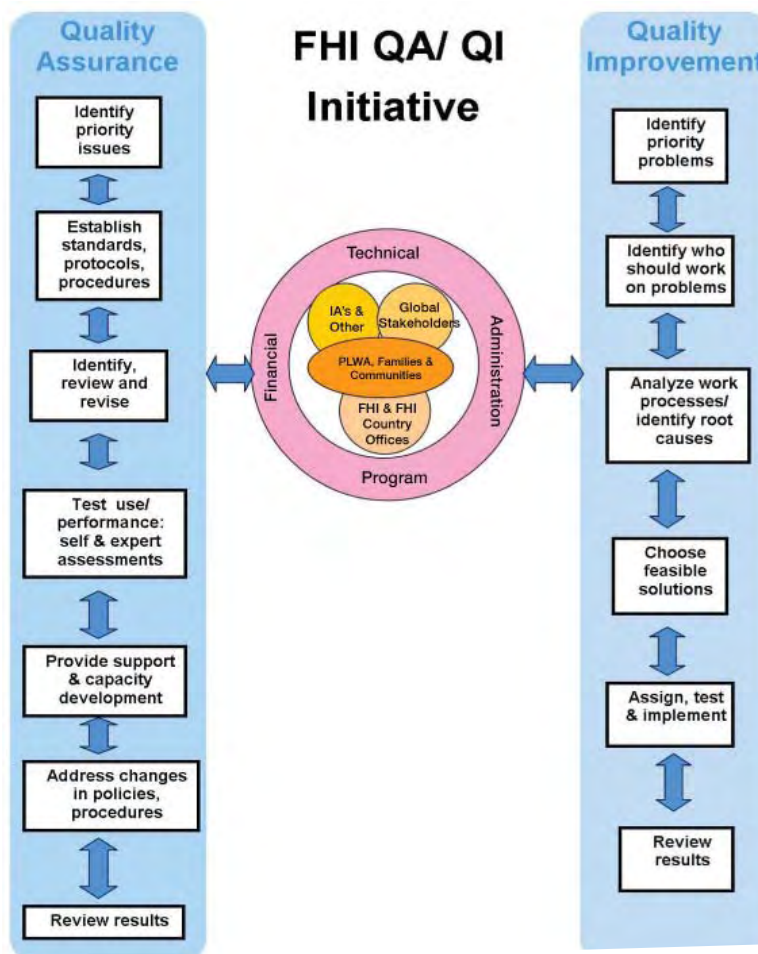 Quality
Assurance
Identify
priority
issues
Establish
standards,
protocols,
procedures
Identify,
review and
revise
Test use/
performance:
self & expert
assessments
Provide support
& capacity
development
Address changes
in policies,
procedures
Review results
FHI QA/ QI
Initiative
Technical
Financial
Administration
Program
IA's &
Other
Global
Stakeholders
PLWA, Families &
Communities
FHI & FHI
Country
Offices
Quality
Improvement
Identify
priority
problems
Identify who
should work
on problems
Analyze work
processes/
identify root
causes
Choose
feasible
solutions
Assign, test
& implement
Review
results